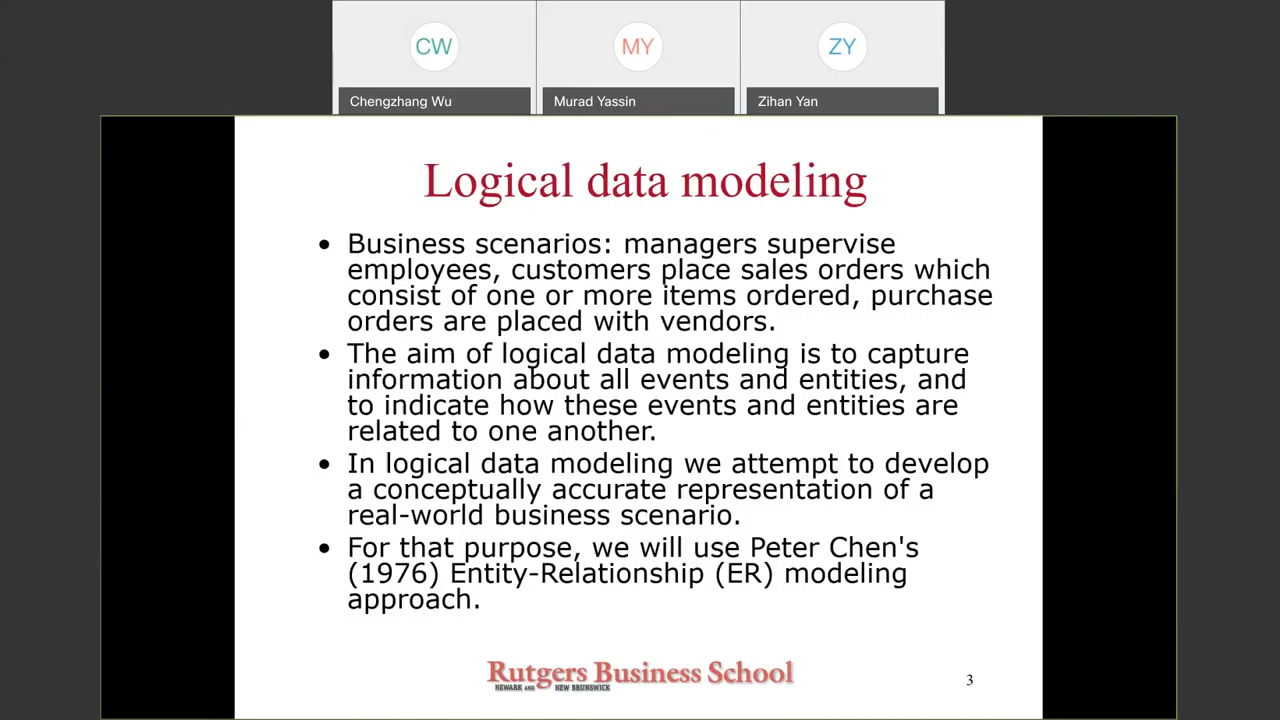 CW MY ZY
Chengzhang Wu Murad Yassin Zihan Yan
Logical data modeling
• Business scenarios: managers supervise
employees, customers place sales orders which
consist of one or more items ordered, purchase
orders are placed with vendors.
• The aim of logical data modeling is to capture
information about all events and entities, and
to indicate how these events and entities are
related to one another.
• In logical data modeling we attempt to develop
a conceptually accurate representation of a
real-world business scenario.
• For that purpose, we will use Peter Chen's
(1976) Entity-Relationship (ER) modeling
approach.
Rutgers Business School
NEWARK AND NEW BRUNSWICK
3